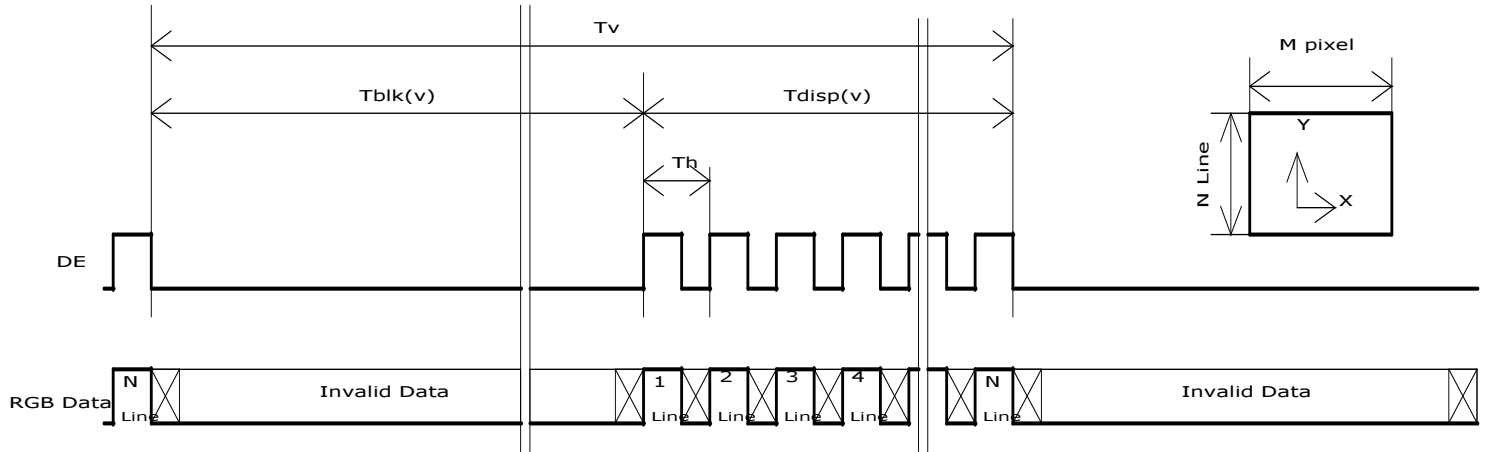 Tv
M pixel
Tblk(v)
Tdisp(v)
Y
Th
N Line
X
DE
N
Invalid Data
1
2
3
4
N
Invalid Data
RGB Data
Line
Line
Line
Line
Line
Line